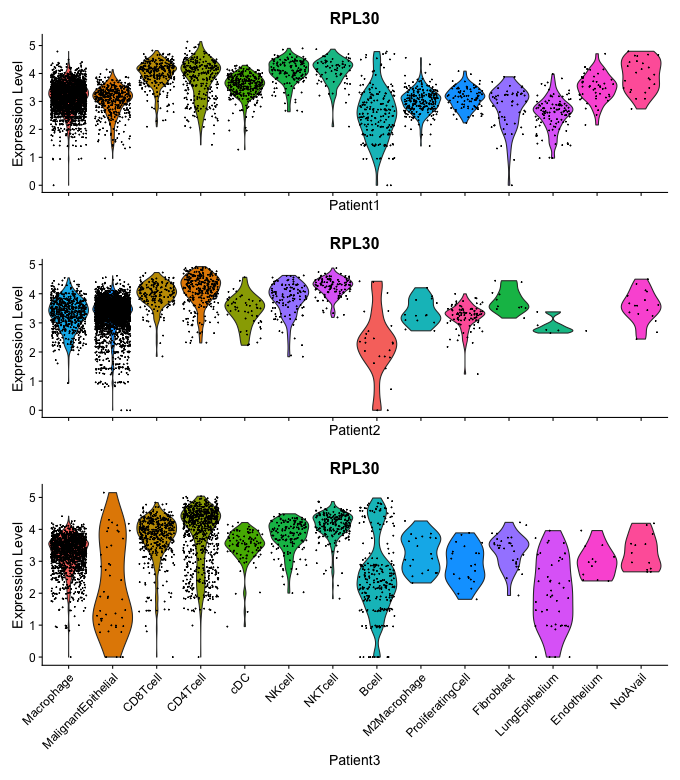 RPL30
Expression Level
5
4
3
2
1
0
Patient1
RPL30
Expression Level
5
4
3
2
1
0
Patient2
RPL30
Expression Level
5
4
3
2
1
0
Macrophage
MalignantEpithelial
CD8Tcell
CD4Tcell
cDC
NKcell
NKTcell
Bcell
M2Macrophage
ProliferatingCell
Fibroblast
LungEpithelium
Endothelium
NotAvail
Patient3